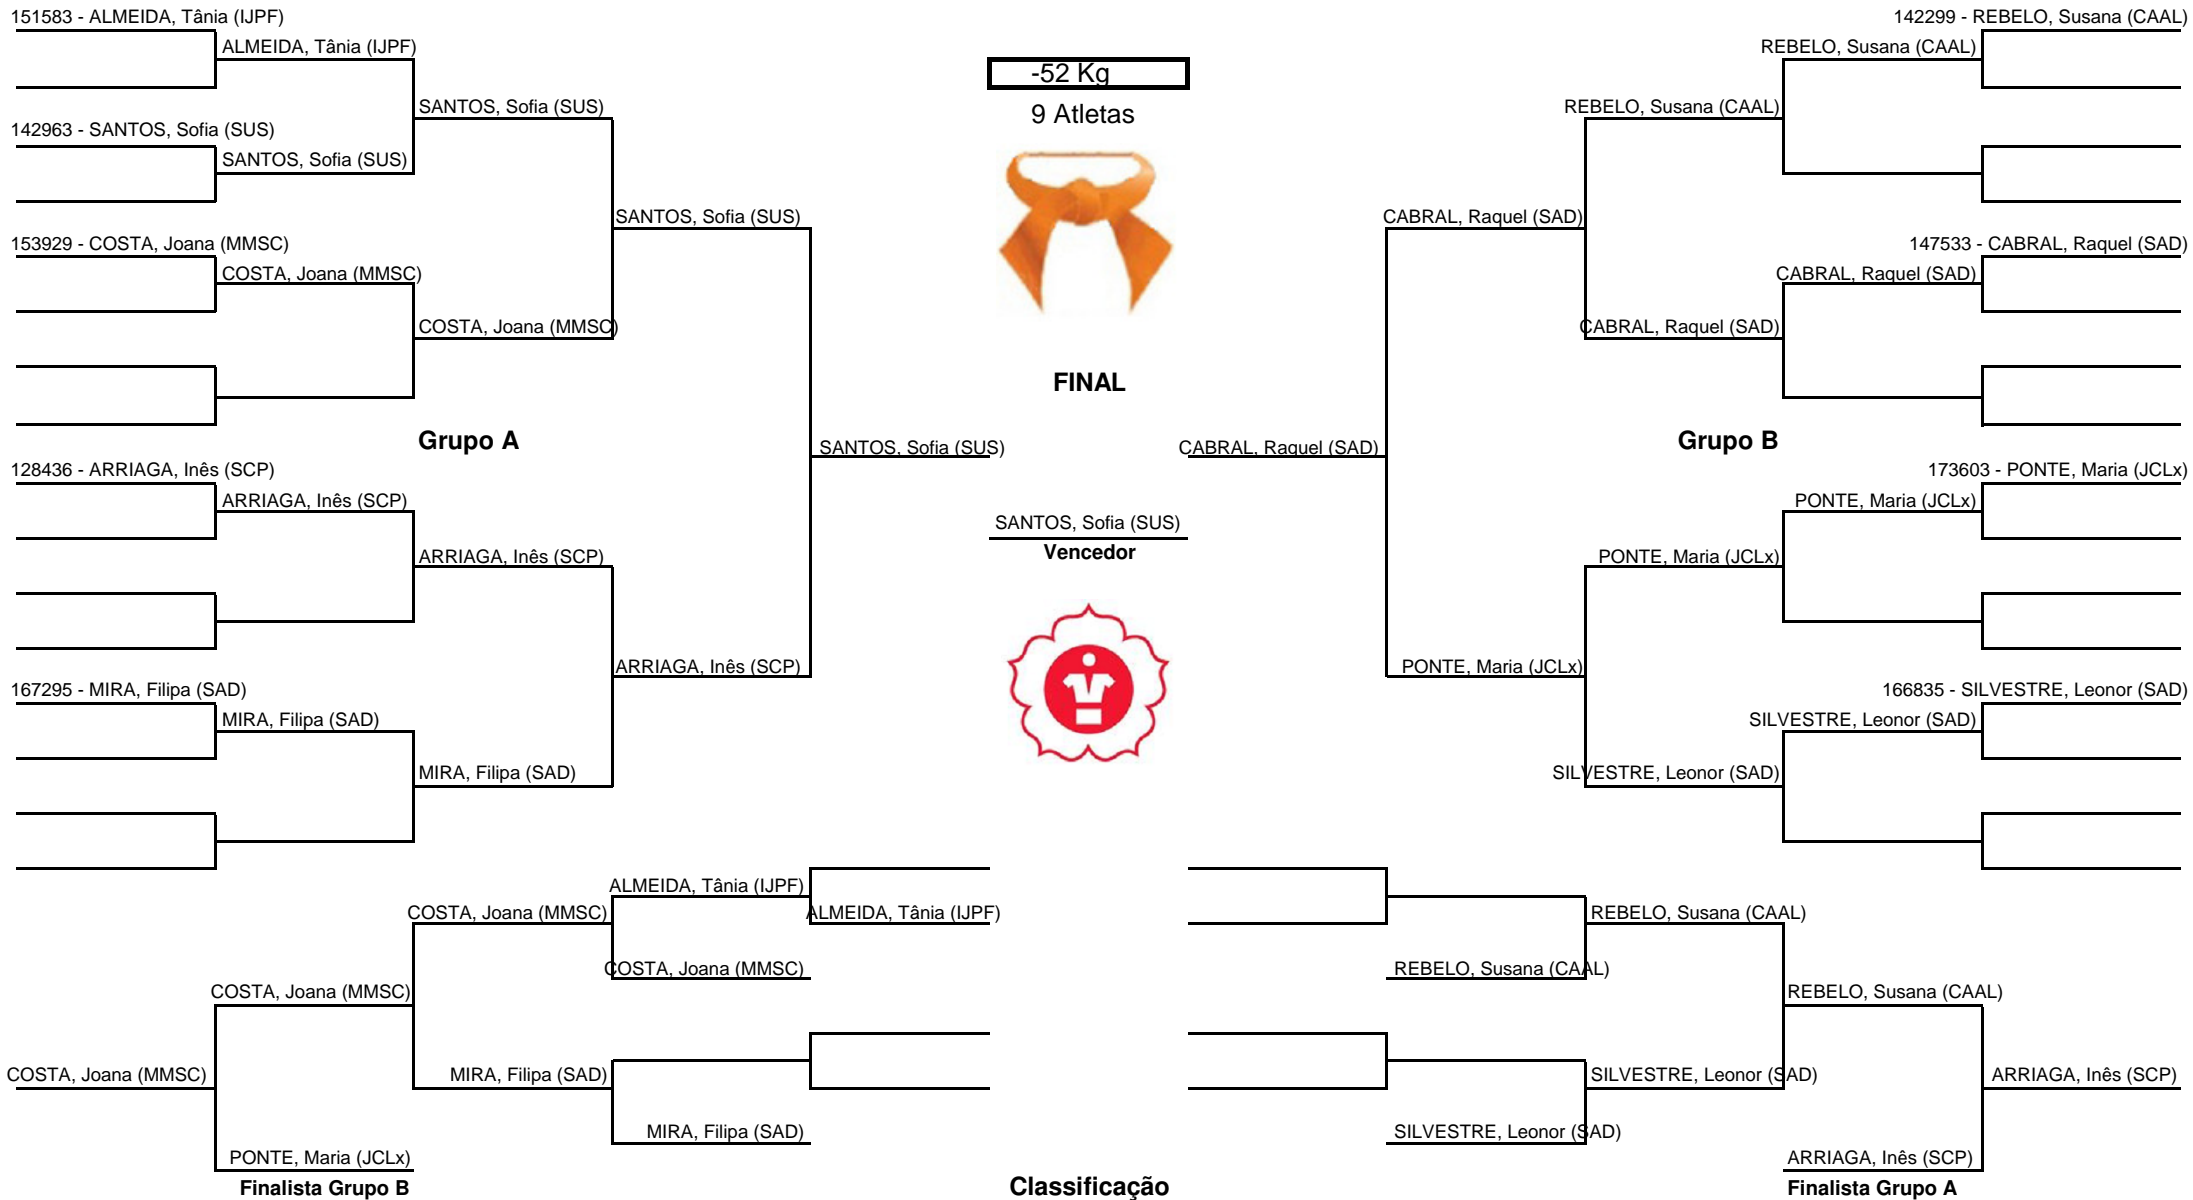 151583 - ALMEIDA, Tânia (IJPF)
ALMEIDA, Tânia (IJPF)
SANTOS, Sofia (SUS)
142963 - SANTOS, Sofia (SUS)
SANTOS, Sofia (SUS)
SANTOS, Sofia (SUS)
153929 - COSTA, Joana (MMSC)
COSTA, Joana (MMSC)
COSTA, Joana (MMSC)
Grupo A
SANTOS, Sofia (SUS)
128436 - ARRIAGA, Inês (SCP)
ARRIAGA, Inês (SCP)
ARRIAGA, Inês (SCP)
ARRIAGA, Inês (SCP)
167295 - MIRA, Filipa (SAD)
MIRA, Filipa (SAD)
MIRA, Filipa (SAD)
-52 Kg
9 Atletas
FINAL
SANTOS, Sofia (SUS)
Vencedor
142299 - REBELO, Susana (CAAL)
REBELO, Susana (CAAL)
REBELO, Susana (CAAL)
CABRAL, Raquel (SAD)
147533 - CABRAL, Raquel (SAD)
CABRAL, Raquel (SAD)
CABRAL, Raquel (SAD)
Grupo B
CABRAL, Raquel (SAD)
173603 - PONTE, Maria (JCLx)
PONTE, Maria (JCLx)
PONTE, Maria (JCLx)
PONTE, Maria (JCLx)
166835 - SILVESTRE, Leonor (SAD)
SILVESTRE, Leonor (SAD)
SILVESTRE, Leonor (SAD)
ALMEIDA, Tânia (IJPF)
COSTA, Joana (MMSC)
ALMEIDA, Tânia (IJPF)
COSTA, Joana (MMSC)
COSTA, Joana (MMSC)
COSTA, Joana (MMSC)
MIRA, Filipa (SAD)
MIRA, Filipa (SAD)
PONTE, Maria (JCLx)
Finalista Grupo B
Classificação
REBELO, Susana (CAAL)
REBELO, Susana (CAAL)
REBELO, Susana (CAAL)
SILVESTRE, Leonor (SAD)
ARRIAGA, Inês (SCP)
SILVESTRE, Leonor (SAD)
ARRIAGA, Inês (SCP)
Finalista Grupo A